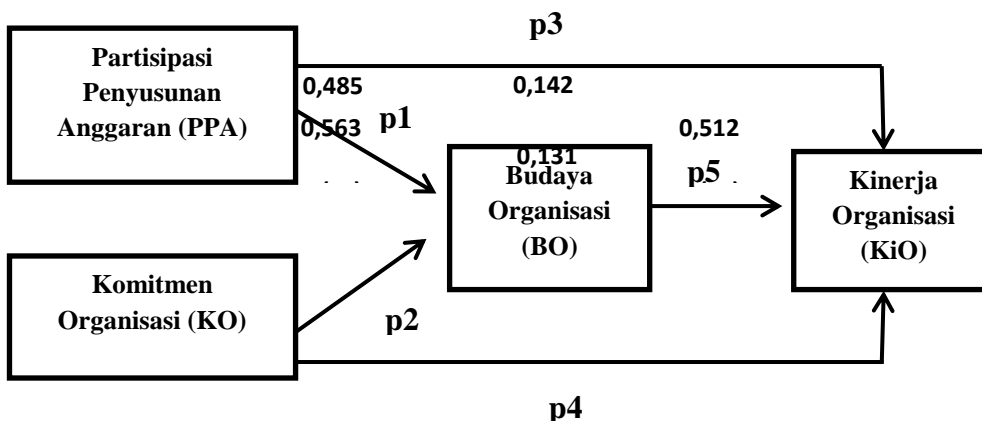 p3
Partisipasi
Penyusunan
Anggaran (PPA)
0,485
0,142
0,563
p1
0,512
0,131
Budaya
Organisasi
(BO)
p5
Kinerja
Organisasi
(KiO)
Komitmen
Organisasi (KO)
p2
p4